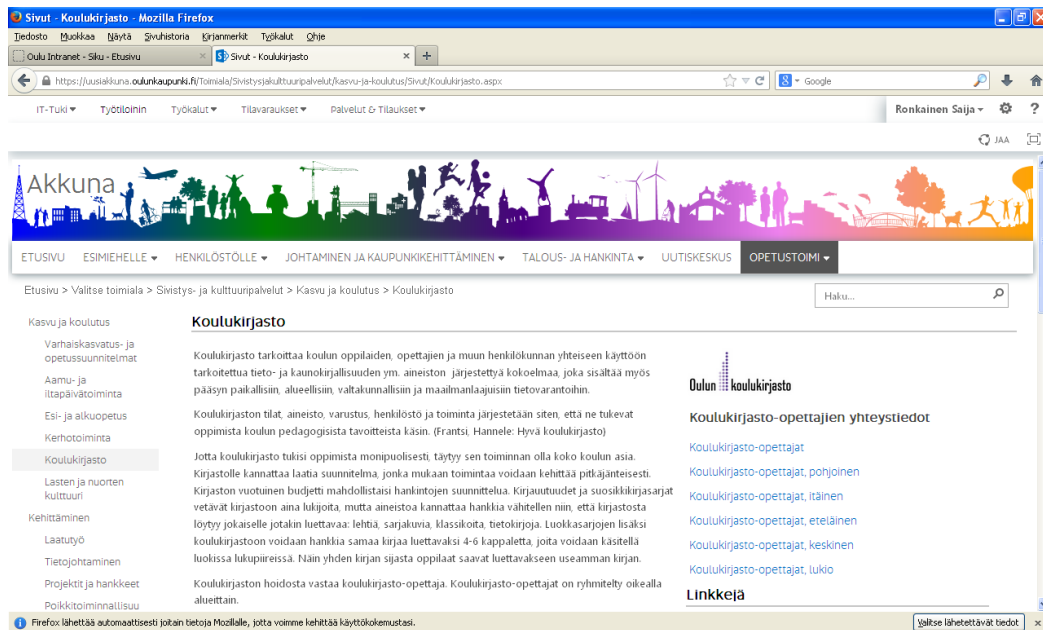 Sivut - Koulukirjasto - Mozilla Firefox
Tiedosto Muokkaa Näytä Sivuhistoria Kirjanmerkit Työkalut Ohje
Oulu Intranet - Siku - Etusivu
Sivut - Koulukirjasto
https://uusiakkuna.oulunkaupunki.fi/Toimiala/Sivistysjakulttuuripalvelut/kasvu-ja-koulutus/Sivut/Koulukirjasto.aspx
Google
IT-Tuki Työtiloihin Työkalut Tilavaraukset Palvelut & Tilaukset
Ronkainen Saija
JAA
Akkuna
ETUSIVU ESIMIEHELLE HENKILÖSTÖLLE JOHTAMINEN JA KAUPUNKIKEHITTÄMINEN TALOUS- JA HANKINTA UUTISKESKUS OPETUSTOIMI
Etusivu > Valitse toimiala > Sivistys- ja kulttuuripalvelut > Kasvu ja koulutus > Koulukirjasto
Haku...
Kasvu ja koulutus
Varhaiskasvatus- ja
opetussuunnitelmat
Aamu- ja
iltapäivätoiminta
Esi- ja alkuopetus
Kerhotoiminta
Koulukirjasto
Lasten ja nuorten
kulttuuri
Kehittäminen
Laatutyö
Tietojohtaminen
Projektit ja hankkeet
Poikkitoiminnallisuu
Koulukirjasto
Koulukirjasto tarkoittaa koulun oppilaiden, opettajien ja muun henkilökunnan yhteiseen käyttöön
tarkoitettua tieto- ja kaunokirjallisuuden ym. aineiston järjestettyä kokoelmaa, joka sisältää myös
pääsyn paikallisiin, alueellisiin, valtakunnallisiin ja maailmanlaajuisiin tietovarantoihin.
Koulukirjaston tilat, aineisto, varustus, henkilöstö ja toiminta järjestetään siten, että ne tukevat
oppimista koulun pedagogisista tavoitteista käsin. (Frantsi, Hannele: Hyvä koulukirjasto)
Jotta koulukirjasto tukisi oppimista monipuolisesti, täytyy sen toiminnan olla koko koulun asia.
Kirjastolle kannattaa laatia suunnitelma, jonka mukaan toimintaa voidaan kehittää pitkäjänteisesti.
Kirjaston vuotuinen budjetti mahdollistaisi hankintojen suunnittelua. Kirjauutuudet ja suosikkikirjasarjat
vetävät kirjastoon aina lukijoita, mutta aineistoa kannattaa hankkia vähitellen niin, että kirjastosta
löytyy jokaiselle jotakin luettavaa: lehtiä, sarjakuvia, klassikoita, tietokirjoja. Luokkasarjojen lisäksi
koulukirjastoon voidaan hankkia samaa kirjaa luettavaksi 4-6 kappaletta, joita voidaan käsitellä
luokissa lukupiireissä. Näin yhden kirjan sijasta oppilaat saavat luettavakseen useamman kirjan.
Koulukirjaston hoidosta vastaa koulukirjasto-opettaja. Koulukirjasto-opettajat on ryhmitelty oikealla
alueittain.
Oulun koulukirjasto
Koulukirjasto-opettajien yhteystiedot
Koulukirjasto-opettajat
Koulukirjasto-opettajat, pohjoinen
Koulukirjasto-opettajat, itäinen
Koulukirjasto-opettajat, eteläinen
Koulukirjasto-opettajat, keskinen
Koulukirjasto-opettajat, lukio
Linkkejä
Firefox lähettää automaattisesti joitain tietoja Mozillalle, jotta voimme kehittää käyttökokemustasi.
Valitse lähetettävät tiedot